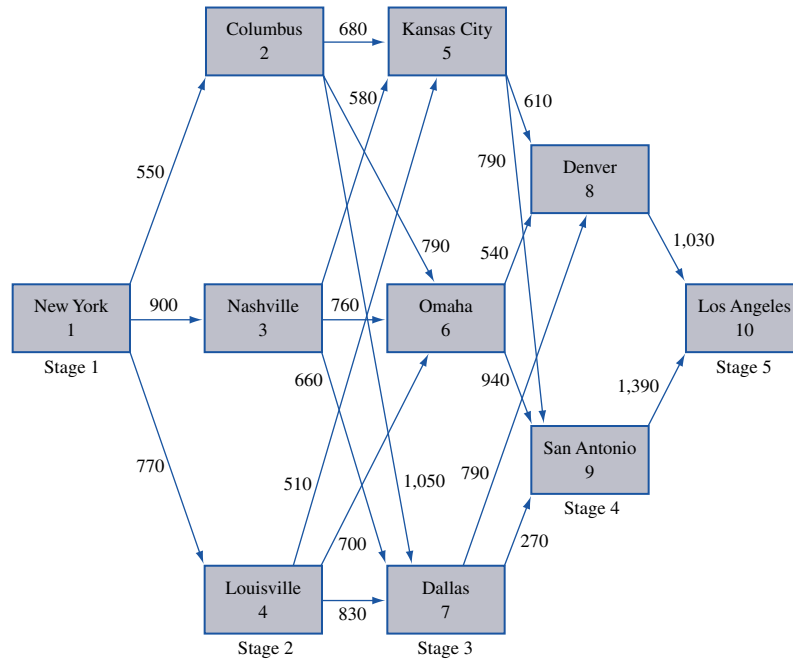 Columbus
2
680
Kansas City
5
580
610
550
790
Denver
8
790
540
1,030
New York
1
900
Nashville
3
760
Omaha
6
Los Angeles
10
Stage 1
Stage 5
660
940
1,390
770
510
1,050
790
San Antonio
9
Stage 4
700
270
Louisville
4
830
Dallas
7
Stage 2
Stage 3